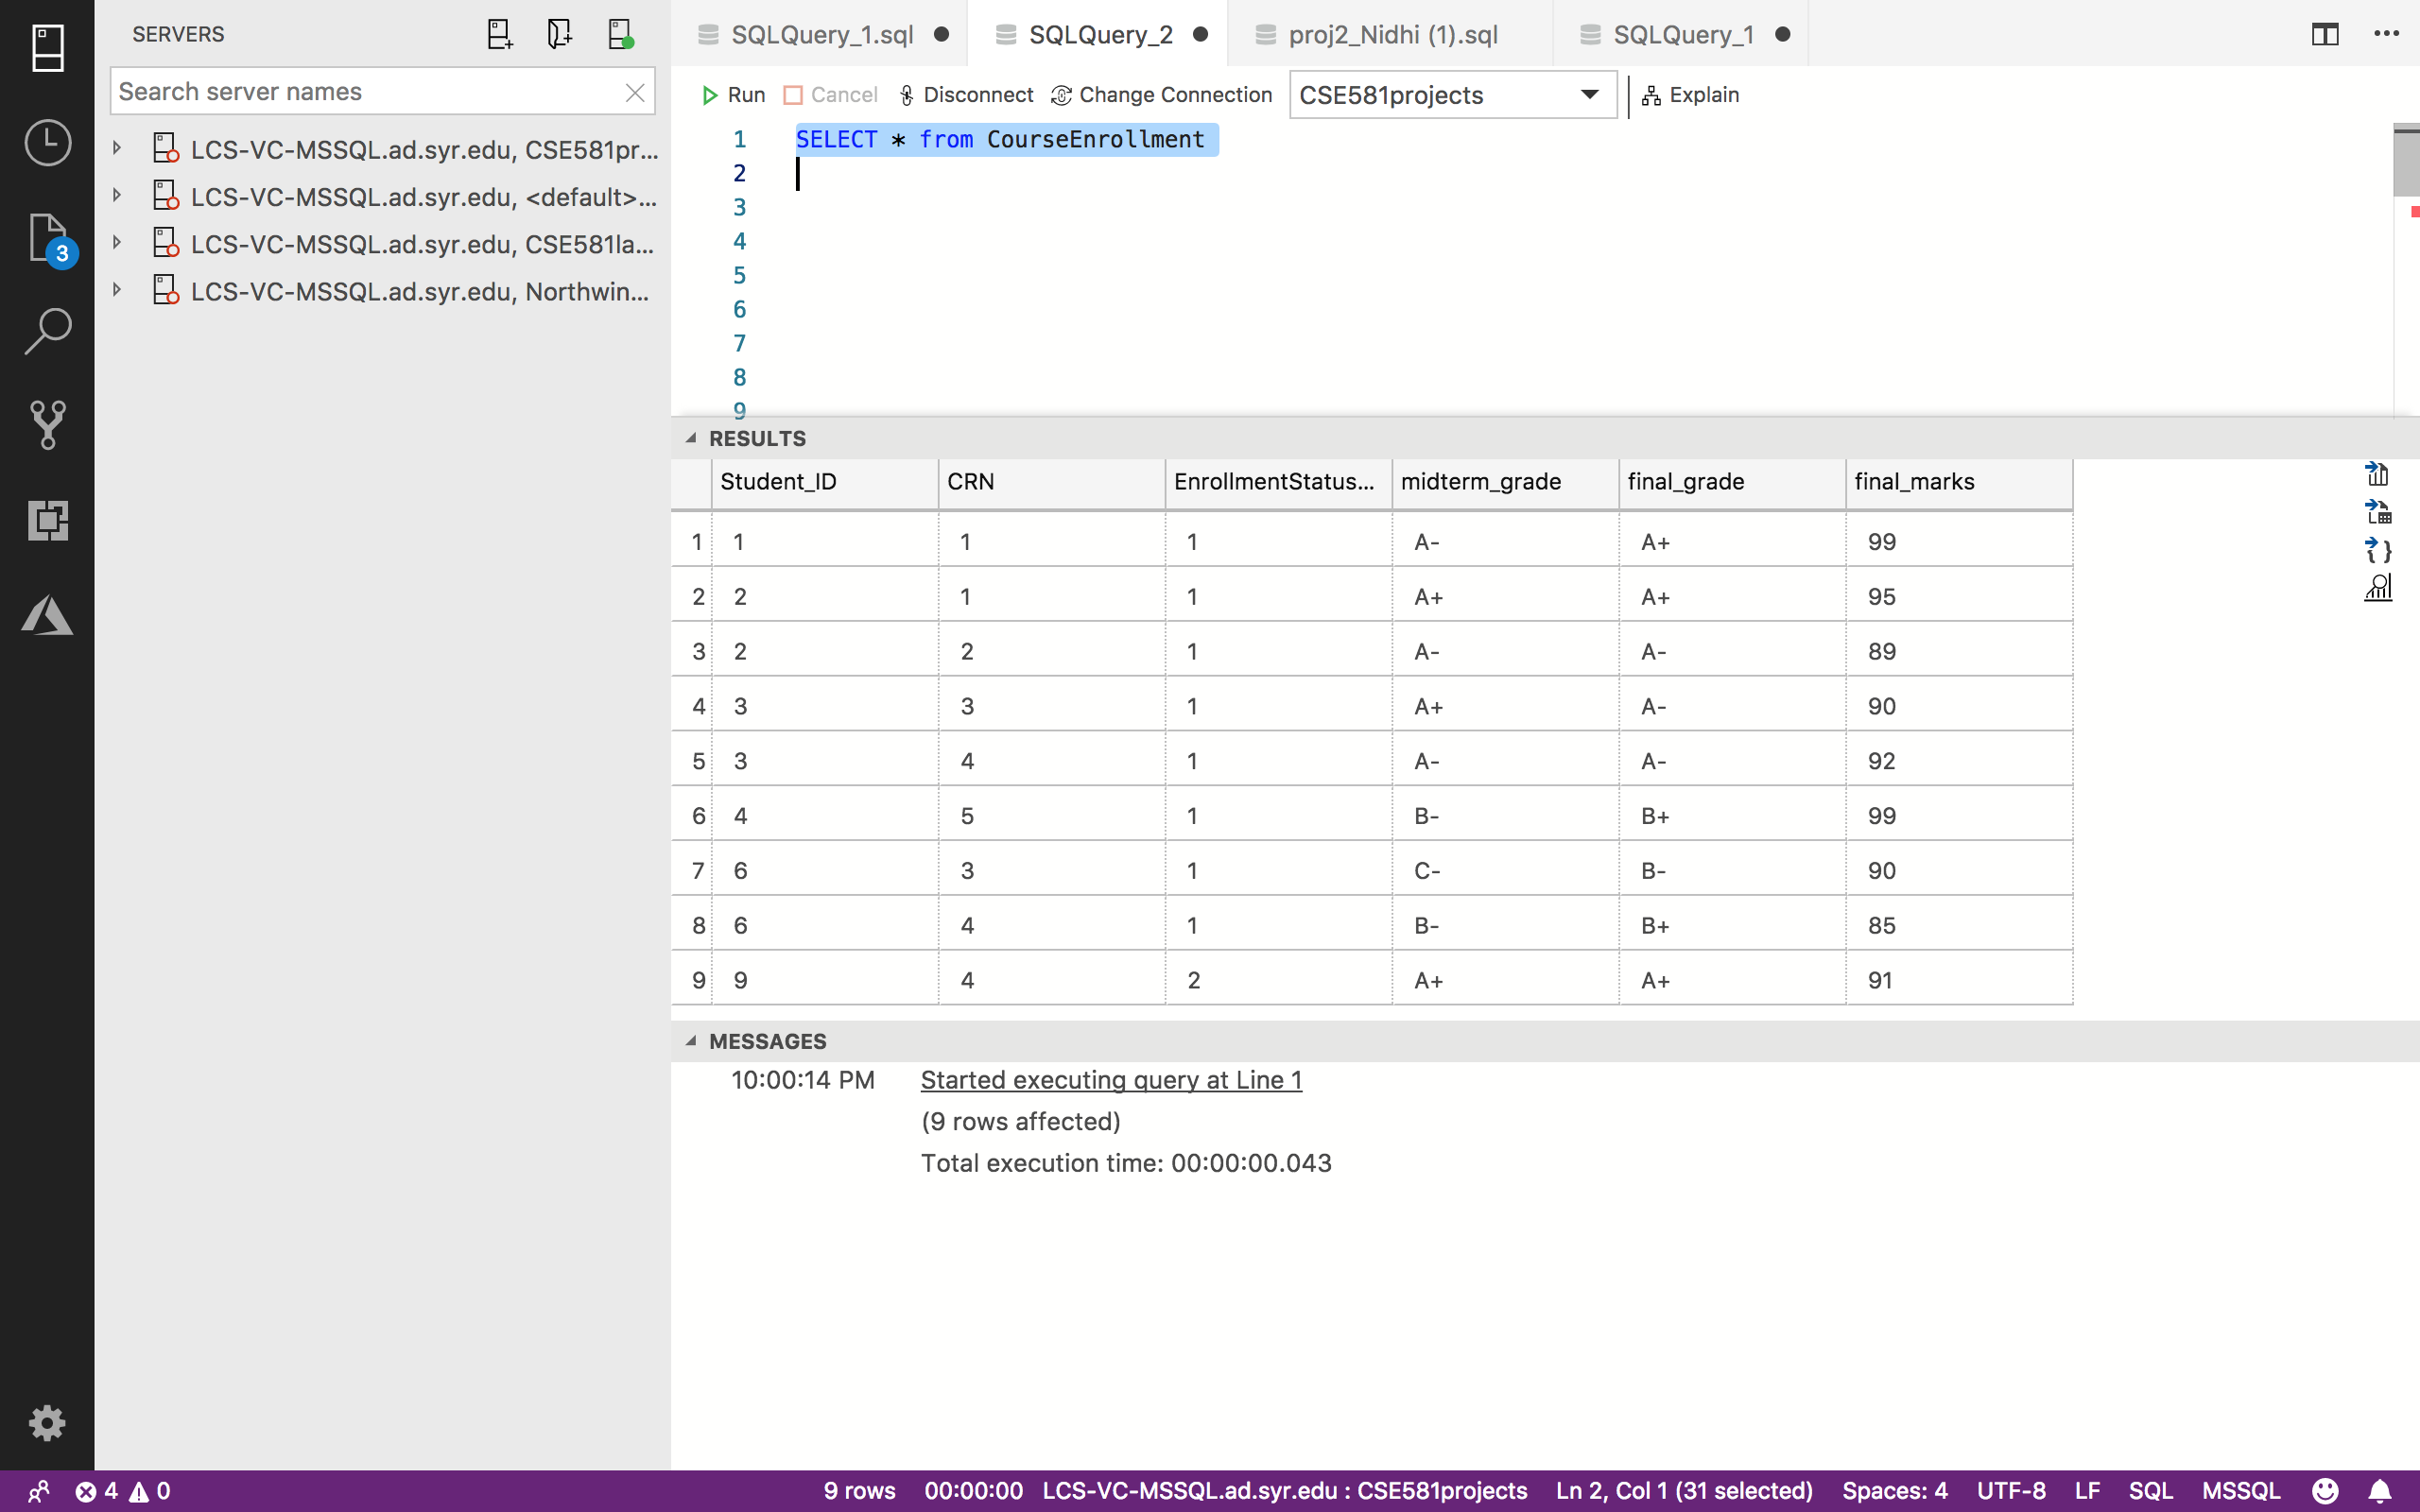 SERVERS
Search server names
LCS-VC-MSSQL.ad.syr.edu, CSE581pr...
LCS-VC-MSSQL.ad.syr.edu, <default>...
LCS-VC-MSSQL.ad.syr.edu, CSE581la...
LCS-VC-MSSQL.ad.syr.edu, Northwin...
3
SQLQuery_1.sql SQLQuery_2 proj2_Nidhi (1).sql SQLQuery_1
Run Cancel Disconnect Change Connection CSE581projects Explain
1 SELECT * from CourseEnrollment
2
3
4
5
6
7
8
9
RESULTS
Student_ID CRN EnrollmentStatus... midterm_grade final_grade final_marks
1 1 1 1 A- A+ 99
2 2 1 1 A+ A+ 95
3 2 2 1 A- A- 89
4 3 3 1 A+ A- 90
5 3 4 1 A- A- 92
6 4 5 1 B- B+ 99
7 6 3 1 C- B- 90
8 6 4 1 B- B+ 85
9 9 4 2 A+ A+ 91
MESSAGES
10:00:14 PM Started executing query at Line 1
(9 rows affected)
Total execution time: 00:00:00.043
4 0 9 rows 00:00:00 LCS-VC-MSSQL.ad.syr.edu : CSE581projects Ln 2, Col 1 (31 selected) Spaces: 4 UTF-8 LF SQL MSSQL